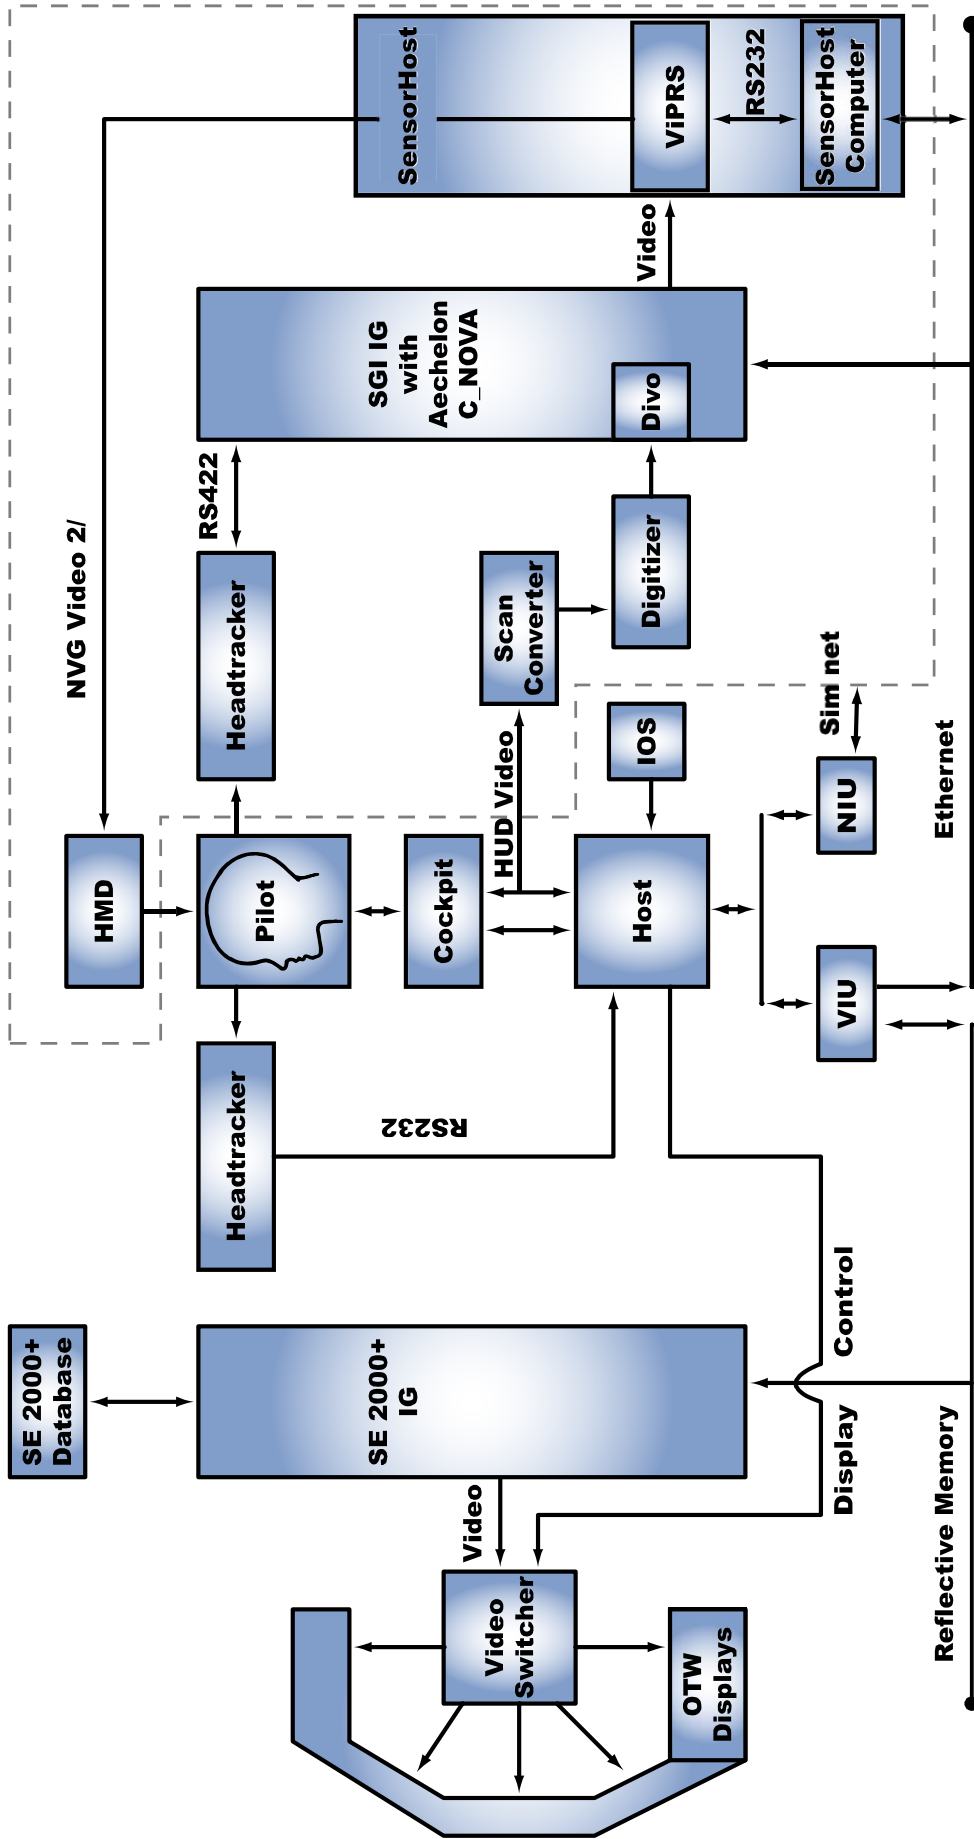 SE 2000+
Database
SE 2000+
IG
Video
Video
Switcher
OTW
Displays
Display
Control
Reflective Memory
Headtracker
RS232
HMD
Pilot
Cockpit
Host
VIU
NIU
Sim net
Ethernet
IOS
HUD Video
NVG Video 2/
Headtracker
RS422
Scan
Converter
Digitizer
Divo
SGI IG
with
Aechelon
C_NOVA
Video
SensorHost
ViPRS
RS232
SensorHost
Computer